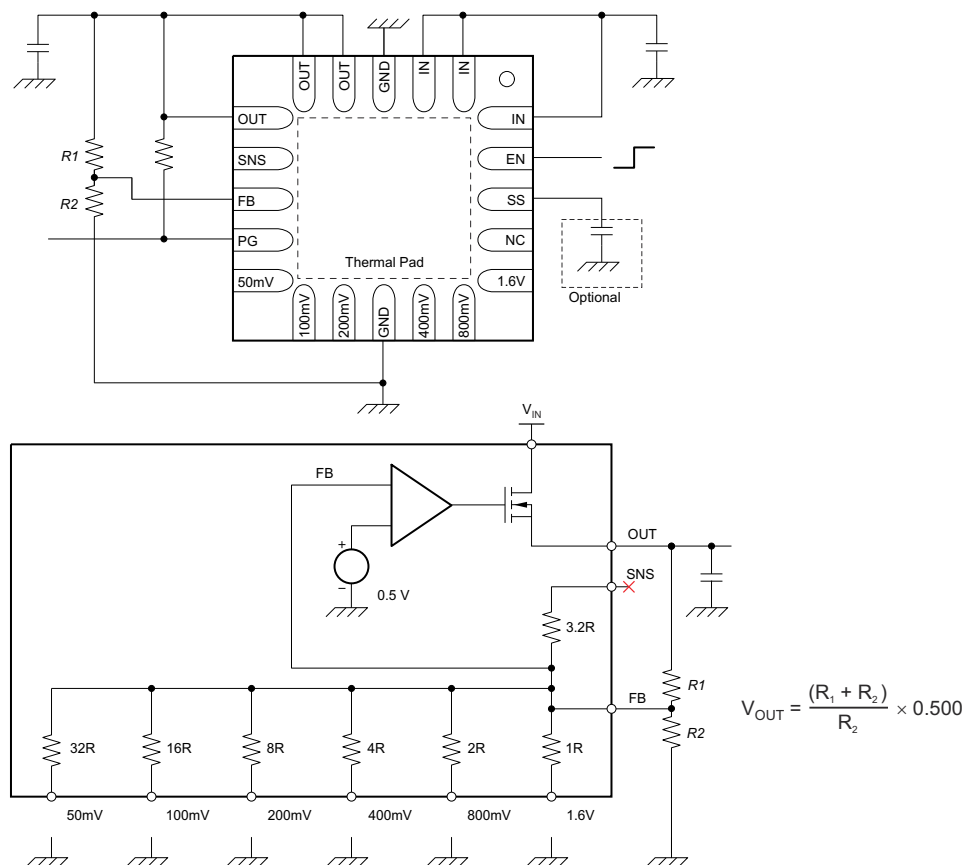 OUT
OUT
GND
IN
IN
OUT
IN
R1
SNS
EN
R2
FB
SS
PG
NC
Thermal Pad
50mV
1.6V
100mV
200mV
GND
400mV
800mV
Optional
V_IN
FB
OUT
+
−
0.5 V
SNS
3.2R
FB
R1
R2
V_OUT = (R_1 + R_2) / R_2 × 0.500
32R
16R
8R
4R
2R
1R
50mV
100mV
200mV
400mV
800mV
1.6V